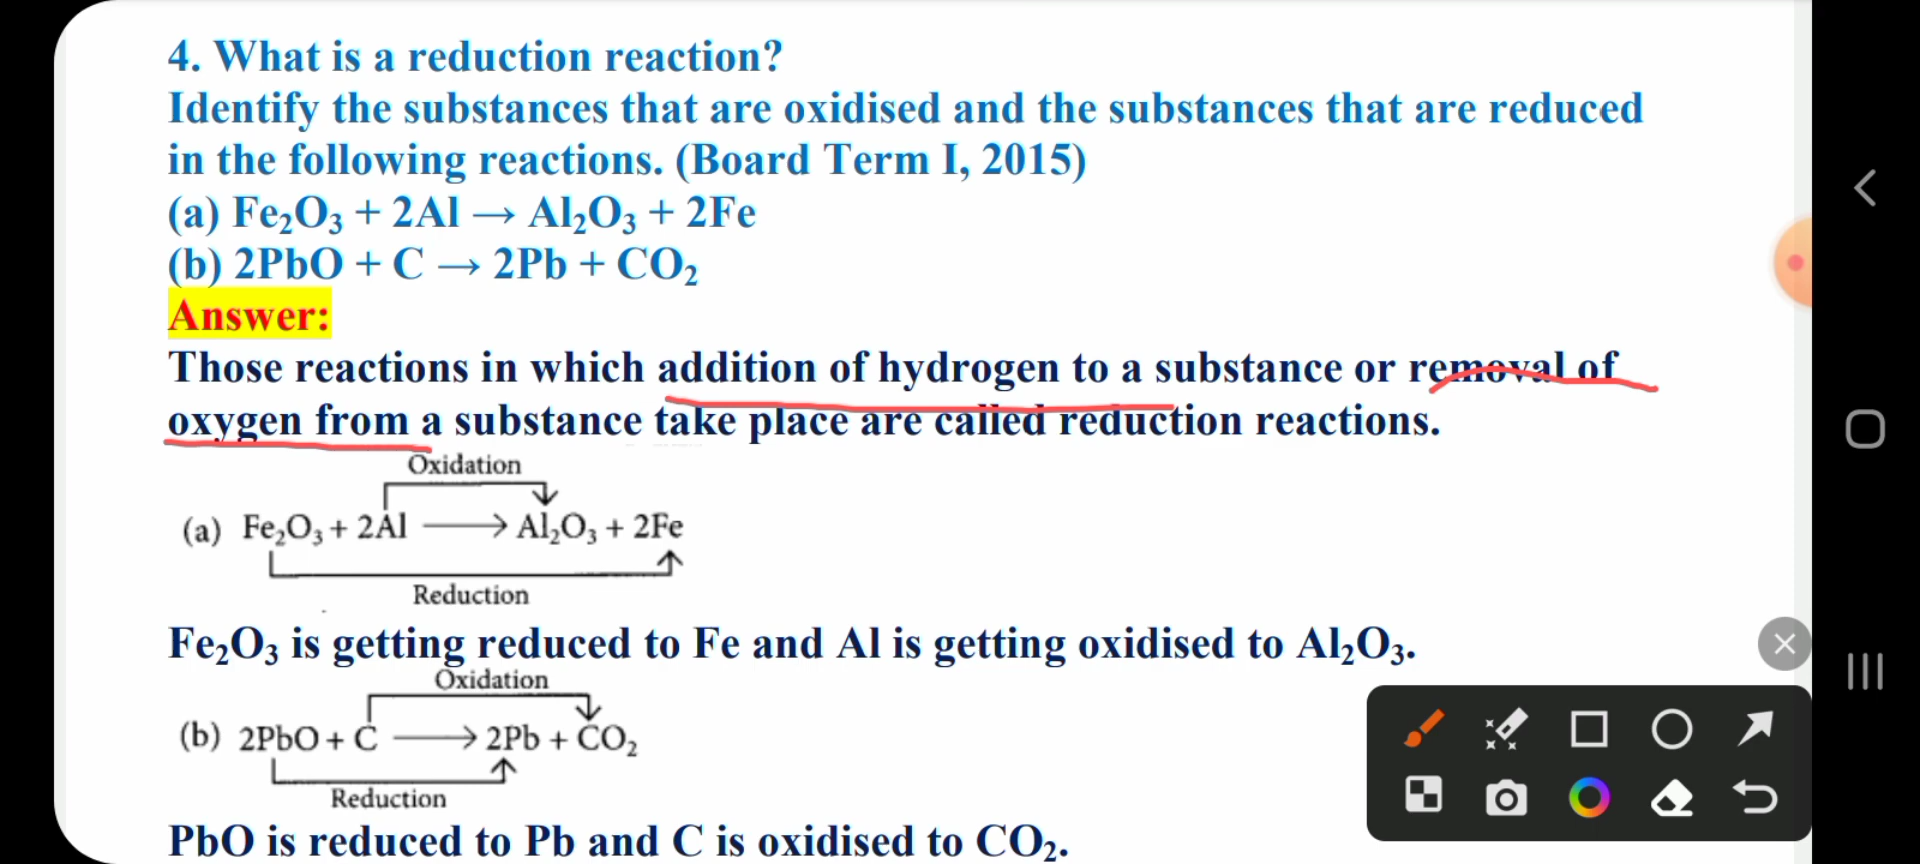 4. What is a reduction reaction?
Identify the substances that are oxidised and the substances that are reduced
in the following reactions. (Board Term I, 2015)
(a) Fe₂O₃ + 2Al → Al₂O₃ + 2Fe
(b) 2PbO + C → 2Pb + CO₂
Answer:
Those reactions in which addition of hydrogen to a substance or removal of
oxygen from a substance take place are called reduction reactions.
Oxidation
(a) Fe₂O₃ + 2Al ⟶ Al₂O₃ + 2Fe
Reduction
Fe₂O₃ is getting reduced to Fe and Al is getting oxidised to Al₂O₃.
Oxidation
(b) 2PbO + C ⟶ 2Pb + CO₂
Reduction
PbO is reduced to Pb and C is oxidised to CO₂.